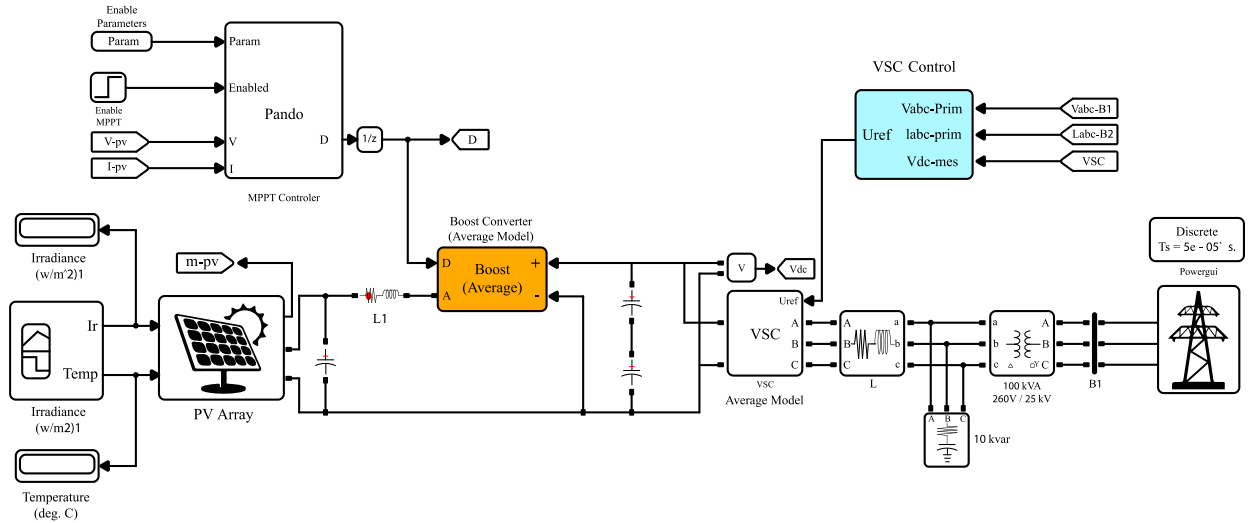 Enable
Parameters
Param
Enable
MPPT
V-pv
I-pv
Param
Enabled
Pando
V
D
I
MPPT Controler
1/z
D
VSC Control
Vabc-Prim
Uref
labc-prim
Vdc-mes
Vabc-B1
Labc-B2
VSC
Irradiance
(w/m^2)1
m-pv
Ir
Temp
Irradiance
(w/m2)1
PV Array
Temperature
(deg. C)
L1
Boost Converter
(Average Model)
D
+
Boost
(Average)
A
-
V
Vdc
Uref
VSC
A
B
C
VSC
Average Model
A
B
C
a
b
c
L
A B C
10 kvar
a
b
c
A
B
C
△
Y
100 kVA
260V / 25 kV
B1
Discrete
Ts = 5e - 05` s.
Powergui